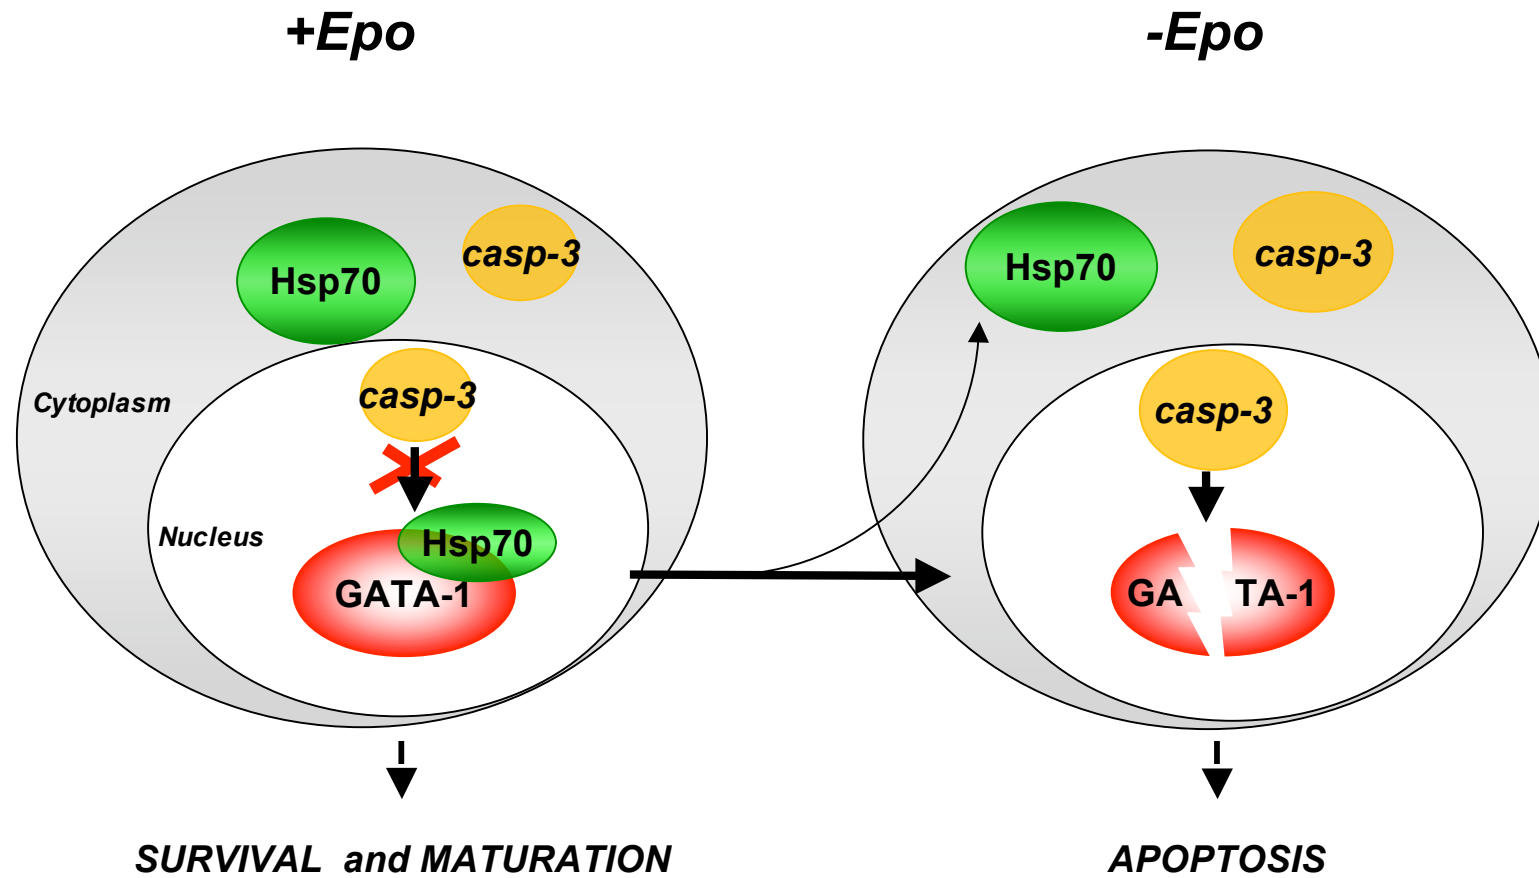 +Epo
-Epo
Hsp70
casp-3
Cytoplasm
casp-3
Nucleus
Hsp70
GATA-1
SURVIVAL and MATURATION
Hsp70
casp-3
casp-3
GA TA-1
APOPTOSIS